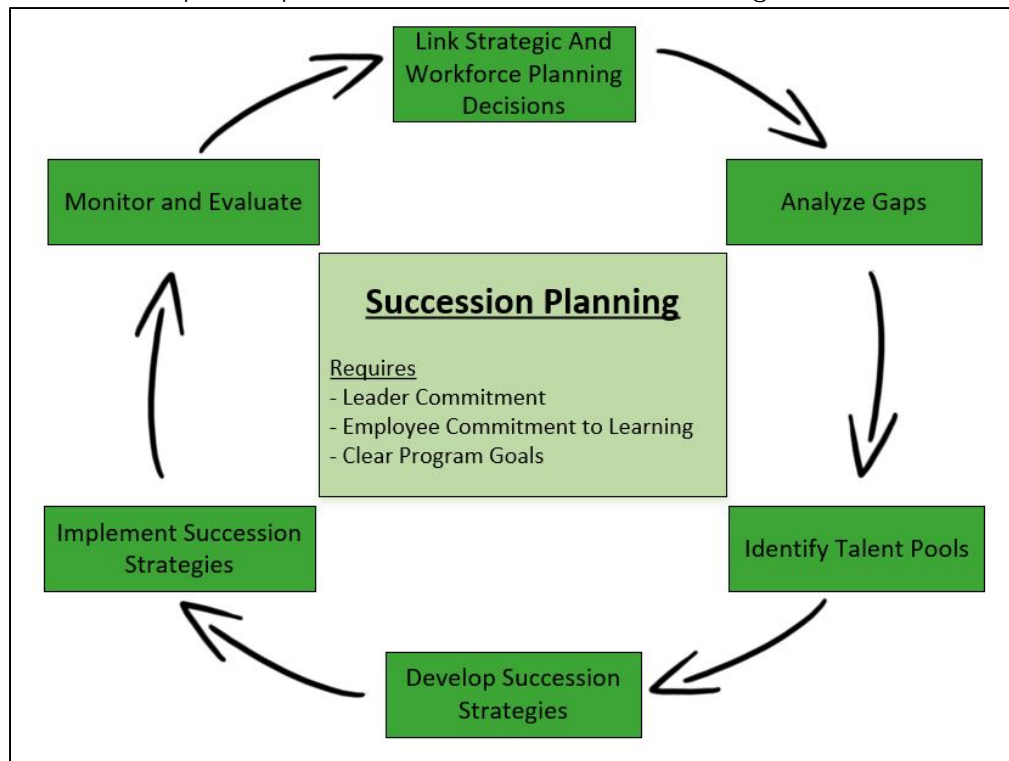 Link Strategic And
Workforce Planning
Decisions
Monitor and Evaluate
Analyze Gaps
Succession Planning
Requires
- Leader Commitment
- Employee Commitment to Learning
- Clear Program Goals
Implement Succession
Strategies
Identify Talent Pools
Develop Succession
Strategies